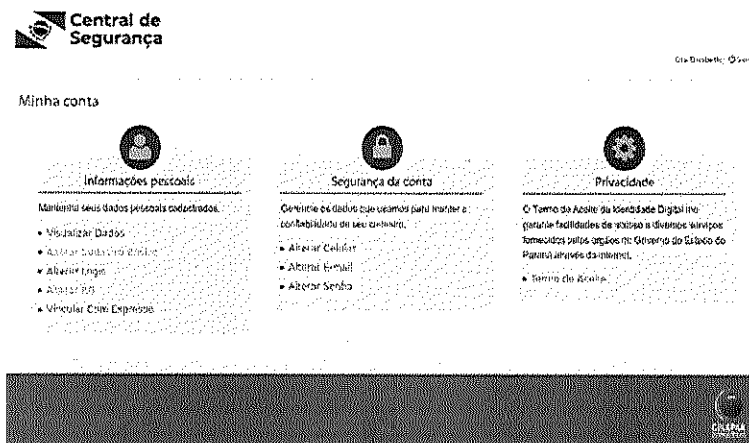 Central de
Segurança
Minha conta
Informações pessoais
Mantenha seus dados pessoais cadastrados.
• Visualizar Dados
• Alterar Login
• Vincular Com Expresso
Segurança da conta
Gerencie os dados que usamos para manter a
confiabilidade de seu cadastro.
• Alterar Celular
• Alterar E-mail
• Alterar Senha
Privacidade
O Termo de Aceite da Identidade Digital
garante facilidades de acesso a diversos serviços
fornecidos pelos órgãos do Governo do Estado do
Paraná através da internet.
• Termo de Aceite
CELEPAR